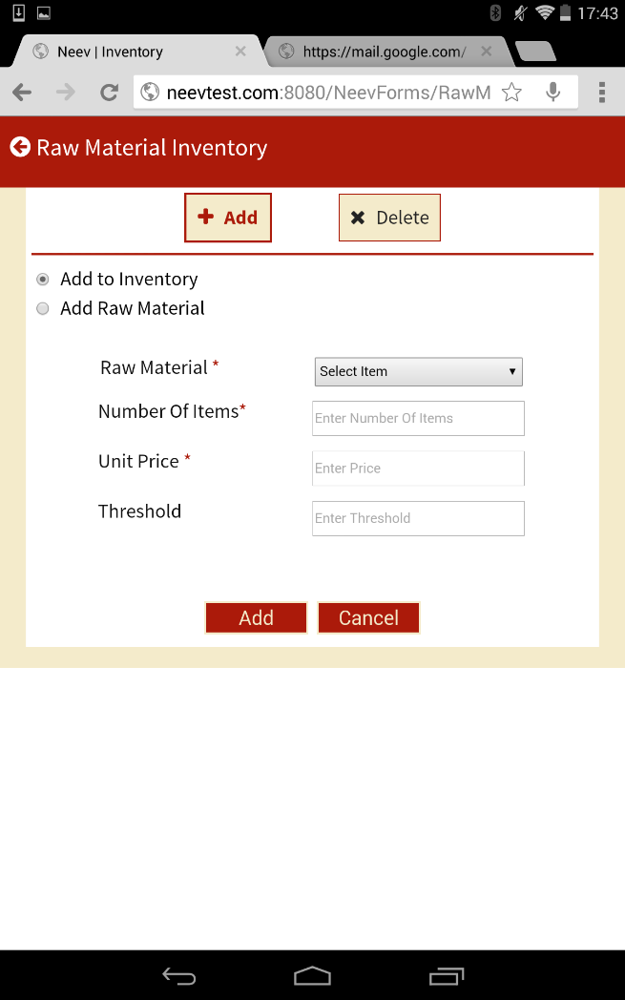 17:43
Neev | Inventory
https://mail.google.com/
neevtest.com:8080/NeevForms/RawM
Raw Material Inventory
Add
Delete
Add to Inventory
Add Raw Material
Raw Material *
Select Item
Number Of Items*
Enter Number Of Items
Unit Price *
Enter Price
Threshold
Enter Threshold
Add
Cancel